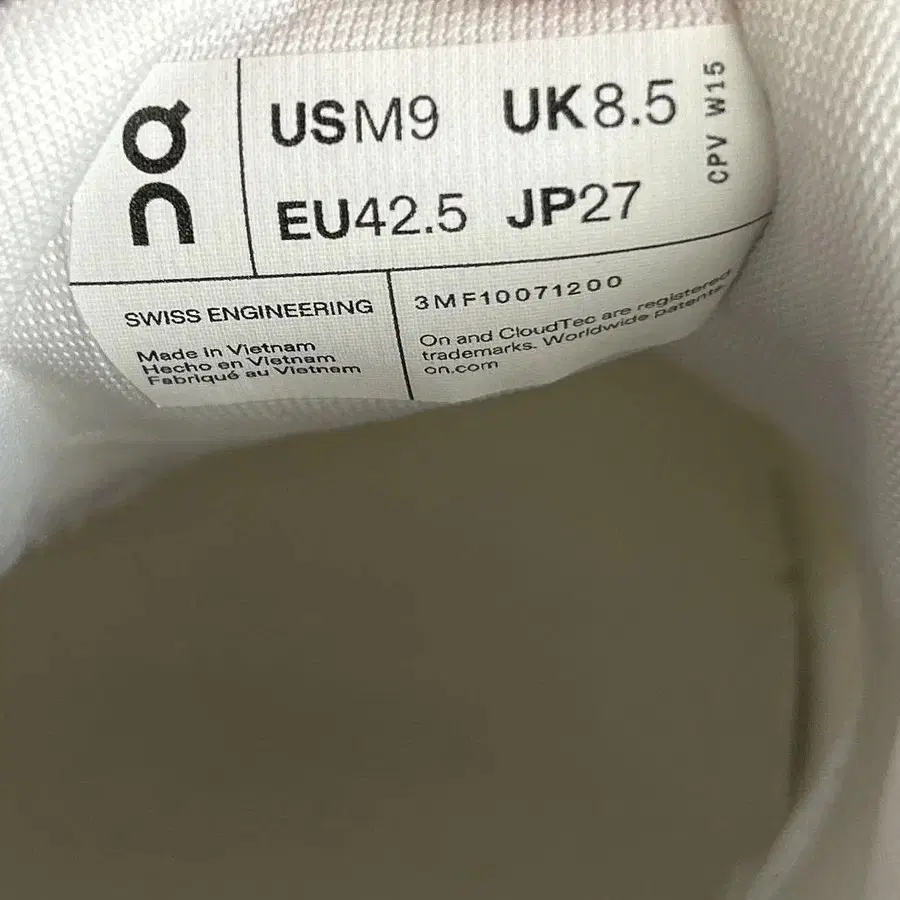 On
USM9 UK8.5
EU42.5 JP27
CPV W15
SWISS ENGINEERING
Made in Vietnam
Hecho en Vietnam
Fabriqué au Vietnam
3MF10071200
On and CloudTec are registered
trademarks. Worldwide patents.
on.com